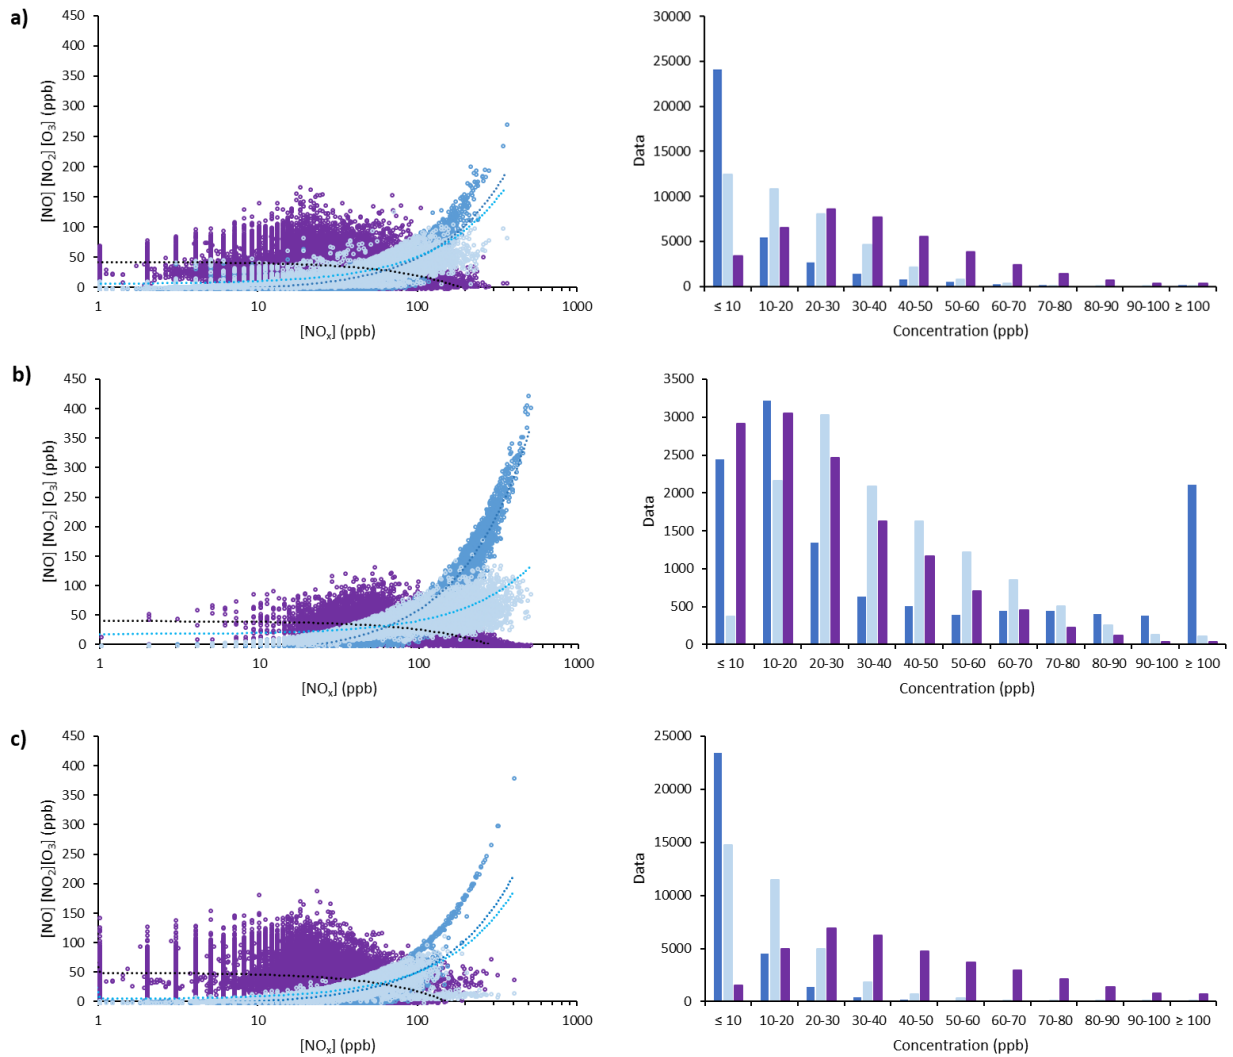 a)
450
400
350
300
250
200
150
100
50
0
[NO] [NO2] [O3] (ppb)
1 10 100 1000
[NOx] (ppb)
30000
25000
20000
15000
10000
5000
0
Data
≤ 10 10-20 20-30 30-40 40-50 50-60 60-70 70-80 80-90 90-100 ≥ 100
Concentration (ppb)
b)
450
400
350
300
250
200
150
100
50
0
[NO] [NO2] [O3] (ppb)
1 10 100 1000
[NOx] (ppb)
3500
3000
2500
2000
1500
1000
500
0
Data
≤ 10 10-20 20-30 30-40 40-50 50-60 60-70 70-80 80-90 90-100 ≥ 100
Concentration (ppb)
c)
450
400
350
300
250
200
150
100
50
0
[NO] [NO2][O3] (ppb)
1 10 100 1000
[NOx] (ppb)
25000
20000
15000
10000
5000
0
Data
≤ 10 10-20 20-30 30-40 40-50 50-60 60-70 70-80 80-90 90-100 ≥ 100
Concentration (ppb)